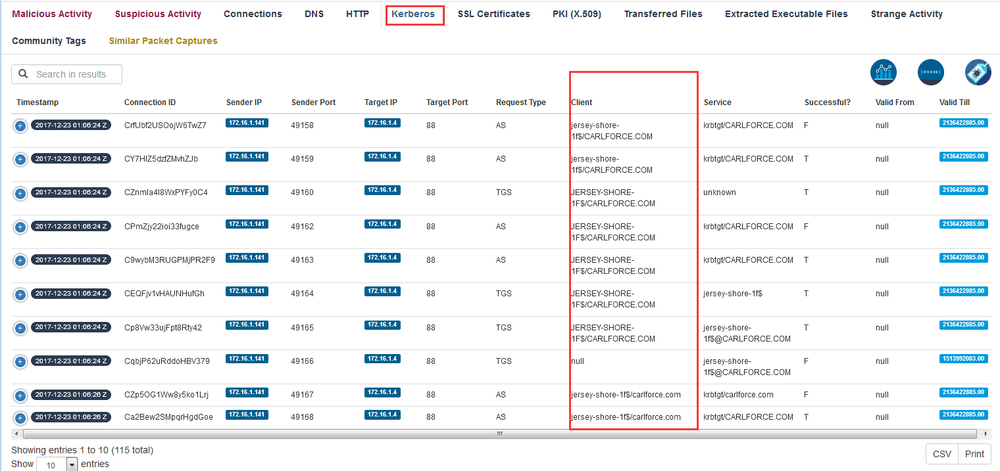 Malicious Activity Suspicious Activity Connections DNS HTTP Kerberos SSL Certificates PKI (X.509) Transferred Files Extracted Executable Files Strange Activity
Community Tags Similar Packet Captures
Search in results
Timestamp Connection ID Sender IP Sender Port Target IP Target Port Request Type Client Service Successful? Valid From Valid Till
2017-12-23 01:06:24 Z CrfUbf2USOojW6TwZ7 172.16.1.141 49158 172.16.1.4 88 AS jersey-shore- krbtgt/CARLFORCE.COM F null 2136422885.00
1f$/CARLFORCE.COM
2017-12-23 01:06:24 Z CY7HIZ5dzfZMvhZJb 172.16.1.141 49159 172.16.1.4 88 AS jersey-shore- krbtgt/CARLFORCE.COM T null 2136422885.00
1f$/CARLFORCE.COM
2017-12-23 01:06:24 Z CZnmla4I8WxPYFy0C4 172.16.1.141 49160 172.16.1.4 88 TGS JERSEY-SHORE- unknown T null 2136422885.00
1F$/CARLFORCE.COM
2017-12-23 01:06:24 Z CPmZjy22ioi33fugce 172.16.1.141 49162 172.16.1.4 88 AS JERSEY-SHORE- krbtgt/CARLFORCE.COM F null 2136422885.00
1F$/CARLFORCE.COM
2017-12-23 01:06:24 Z C9wybM3RUGPMjPR2F9 172.16.1.141 49163 172.16.1.4 88 AS JERSEY-SHORE- krbtgt/CARLFORCE.COM T null 2136422885.00
1F$/CARLFORCE.COM
2017-12-23 01:06:24 Z CEQFjv1vHAUNHufGh 172.16.1.141 49164 172.16.1.4 88 TGS JERSEY-SHORE- jersey-shore-1f$ T null 2136422885.00
1F$/CARLFORCE.COM
2017-12-23 01:06:24 Z Cp8Vw33ujFpt8Rty42 172.16.1.141 49165 172.16.1.4 88 TGS JERSEY-SHORE- jersey-shore- T null 2136422885.00
1F$/CARLFORCE.COM 1f$@CARLFORCE.COM
2017-12-23 01:06:24 Z CqbjP62uRddoHBV379 172.16.1.141 49166 172.16.1.4 88 TGS null jersey-shore- F null 1513992083.00
1f$@CARLFORCE.COM
2017-12-23 01:06:26 Z CZp5OG1Ww8y5ko1Lrj 172.16.1.141 49167 172.16.1.4 88 AS jersey-shore-1f$/carlforce.com krbtgt/carlforce.com F null 2136422885.00
2017-12-23 01:06:26 Z Ca2Bew2SMpqrHgdGoe 172.16.1.141 49168 172.16.1.4 88 AS jersey-shore-1f$/carlforce.com krbtgt/CARLFORCE.COM T null 2136422885.00
Showing entries 1 to 10 (115 total) CSV Print
Show 10 entries